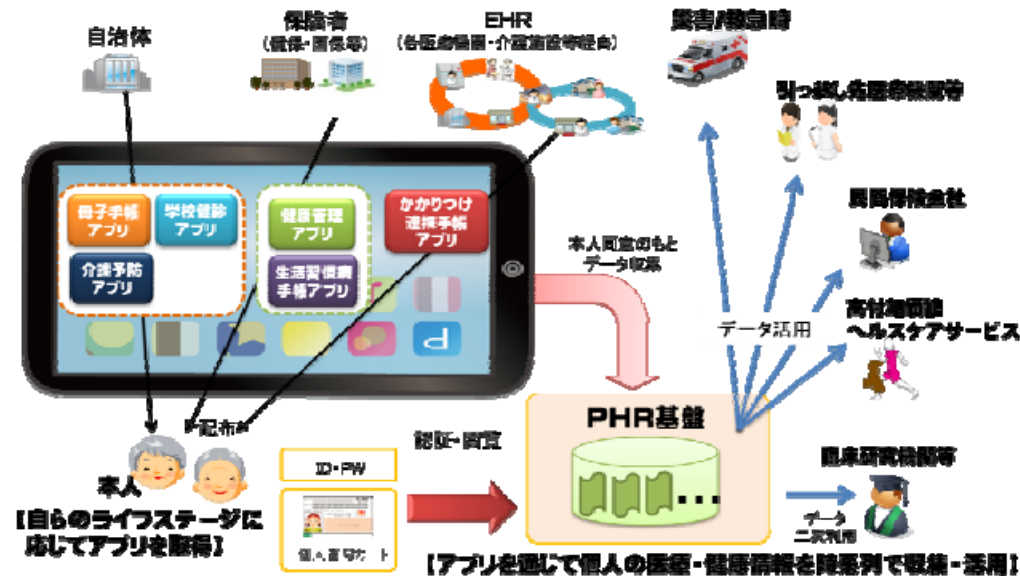 自治体
保険者
(健保・国保等)
EHR
(各医療機関・介護施設等経由)
災害/救急時
引っ越し先医療機関等
民間保険会社
高付加価値
ヘルスケアサービス
臨床研究機関等
母子手帳
アプリ
学校健診
アプリ
介護予防
アプリ
健康管理
アプリ
生活習慣病
手帳アプリ
かかりつけ
連携手帳
アプリ
本人同意のもと
データ収集
データ活用
PHR基盤
配布
認証・閲覧
ID・PW
個人番号カード
本人
【自らのライフステージに
応じてアプリを取得】
データ
二次利用
【アプリを通じて個人の医療・健康情報を時系列で収集・活用】